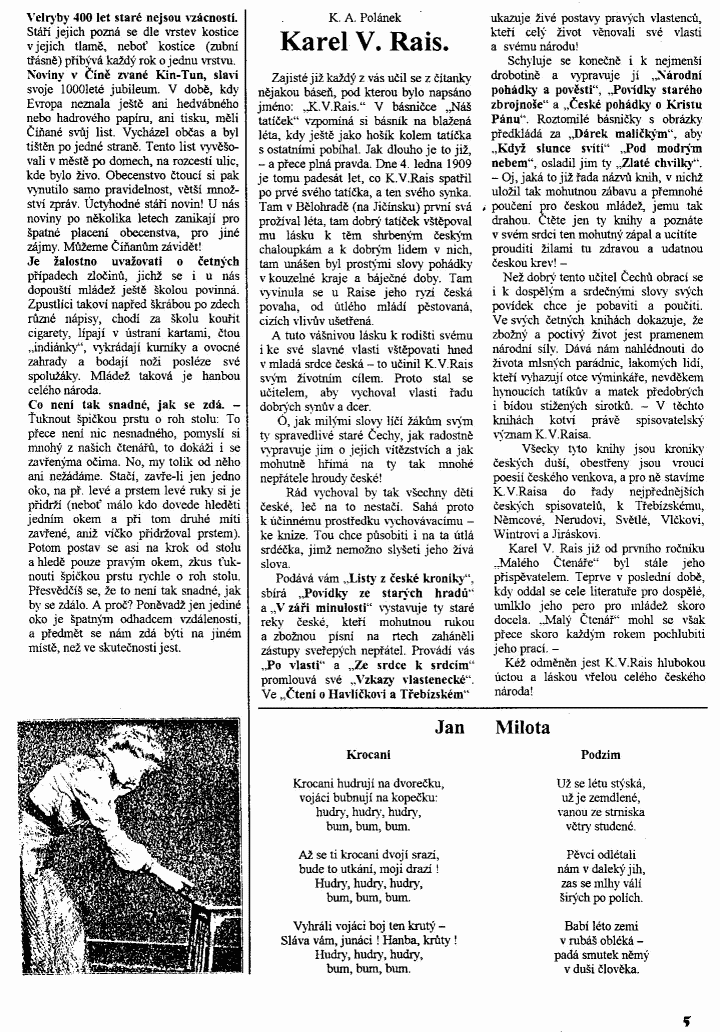 Velryby 400 let staré nejsou vzácností.
Stáří jejich pozná se dle vrstev kostice
v jejich tlamě, neboť kostice (zubní
třásně) přibývá každý rok o jednu vrstvu.
Noviny v Číně zvané Kin-Tun, slaví
svoje 1000leté jubileum. V době, kdy
Evropa neznala ještě ani hedvábného
nebo hadrového papíru, ani tisku, měli
Číňané svůj list. Vycházel občas a byl
tištěn po jedné straně. Tento list vyvěšo-
vali v městě po domech, na rozcestí ulic,
kde bylo živo. Obecenstvo čtoucí si pak
vynutilo samo pravidelnost, větší množ-
ství zpráv. Úctyhodné stáří novin! U nás
noviny po několika letech zanikají pro
špatné placení obecenstva, pro jiné
zájmy. Můžeme Číňanům závidět!
Je žalostno uvažovati o četných
případech zločinů, jichž se i u nás
dopouští mládež ještě školou povinná.
Zpustlíci takoví napřed škrábou po zdech
různé nápisy, chodí za školu kouřit
cigarety, lípají v ústraní kartami, čtou
„indiánky“, vykrádají kurníky a ovocné
zahrady a bodají noži posléze své
spolužáky. Mládež taková je hanbou
celého národa.
Co není tak snadné, jak se zdá. –
Ťuknout špičkou prstu o roh stolu: To
přece není nic nesnadného, pomyslí si
mnohý z našich čtenářů, to dokáži i se
zavřenýma očima. No, my tolik od něho
ani nežádáme. Stačí, zavře-li jen jedno
oko, na př. levé a prstem levé ruky si je
přidrží (neboť málo kdo dovede hleděti
jedním okem a při tom druhé míti
zavřené, aniž víčko přidržoval prstem).
Potom postav se asi na krok od stolu
a hledě pouze pravým okem, zkus ťuk-
nouti špičkou prstu rychle o roh stolu.
Přesvědčíš se, že to není tak snadné, jak
by se zdálo. A proč? Poněvadž jen jediné
oko je špatným odhadcem vzdálenosti,
a předmět se nám zdá býti na jiném
místě, než ve skutečnosti jest.
K. A. Polánek
Karel V. Rais.
Zajisté již každý z vás učil se z čítanky
nějakou báseň, pod kterou bylo napsáno
jméno: „K.V.Rais.“ V básničce „Náš
tatíček“ vzpomíná si básník na blažená
léta, kdy ještě jako hošík kolem tatíčka
s ostatními pobíhal. Jak dlouho je to již,
– a přece plná pravda. Dne 4. ledna 1909
je tomu padesát let, co K.V.Rais spatřil
po prvé svého tatíčka, a ten svého synka.
Tam v Bělohradě (na Jičínsku) první svá
prožíval léta, tam dobrý tatíček vštěpoval
mu lásku k těm shrbeným českým
chaloupkám a k dobrým lidem v nich,
tam unášen byl prostými slovy pohádky
v kouzelné kraje a báječné doby. Tam
vyvinula se u Raise jeho ryzí česká
povaha, od útlého mládí pěstovaná,
cizích vlivův ušetřená.
A tuto vášnivou lásku k rodišti svému
i ke své slavné vlasti vštěpovati hned
v mladá srdce česká – to učinil K.V.Rais
svým životním cílem. Proto stal se
učitelem, aby vychoval vlasti řadu
dobrých synův a dcer.
Ó, jak milými slovy líčí žákům svým
ty spravedlivé staré Čechy, jak radostně
vypravuje jim o jejich vítězstvích a jak
mohutně hřímá na ty tak mnohé
nepřátele hroudy české!
Rád vychoval by tak všechny děti
české, leč na to nestačí. Sahá proto
k účinnému prostředku vychovávacímu –
ke knize. Tou chce působiti i na ta útlá
srdéčka, jimž nemožno slyšeti jeho živá
slova.
Podává vám „Listy z české kroniky“,
sbírá „Povídky ze starých hradů“
a „V září minulosti“ vystavuje ty staré
reky české, kteří mohutnou rukou
a zbožnou písní na rtech zaháněli
zástupy sveřepých nepřátel. Provádí vás
„Po vlasti“ a „Ze srdce k srdcím“
promlouvá své „Vzkazy vlastenecké“.
Ve „Čtení o Havlíčkovi a Třebízském“
ukazuje živé postavy pravých vlastenců,
kteří celý život věnovali své vlasti
a svému národu!
Schyluje se konečně i k nejmenší
drobotině a vypravuje jí „Národní
pohádky a pověsti“, „Povídky starého
zbrojnoše“ a „České pohádky o Kristu
Pánu“. Roztomilé básničky s obrázky
předkládá za „Dárek maličkým“, aby
„Když slunce svítí“ „Pod modrým
nebem“, osladil jim ty „Zlaté chvilky“.
– Oj, jaká to již řada názvů knih, v nichž
uložil tak mohutnou zábavu a přemnohé
poučení pro českou mládež, jemu tak
drahou. Čtěte jen ty knihy a poznáte
v svém srdci ten mohutný zápal a ucítíte
prouditi žilami tu zdravou a udatnou
českou krev! –
Než dobrý tento učitel Čechů obrací se
i k dospělým a srdečnými slovy svých
povídek chce je pobaviti a poučiti.
Ve svých četných knihách dokazuje, že
zbožný a poctivý život jest pramenem
národní síly. Dává nám nahlédnouti do
života mlsných parádnic, lakomých lidí,
kteří vyhazují otce výminkáře, nevděkem
hynoucích tatíků a matek předobrých
i bídou stižených sirotků. – V těchto
knihách kotví právě spisovatelský
význam K.V.Raisa.
Všecky tyto knihy jsou kroniky
českých duší, obestřeny jsou vroucí
poesií českého venkova, a pro ně stavíme
K.V.Raisa do řady nejpřednějších
českých spisovatelů, k Třebízskému,
Němcové, Nerudovi, Světlé, Vlčkovi,
Wintrovi a Jiráskovi.
Karel V. Rais již od prvního ročníku
„Malého Čtenáře“ byl stále jeho
přispěvatelem. Teprve v poslední době,
kdy oddal se cele literatuře pro dospělé,
umlklo jeho pero pro mládež skoro
docela. „Malý Čtenář“ mohl se však
přece skoro každým rokem pochlubiti
jeho prací. –
Kéž odměněn jest K.V.Rais hlubokou
úctou a láskou vřelou celého českého
národa!
Jan Milota
Krocani
Krocani hudrují na dvorečku,
vojáci bubnují na kopečku:
hudry, hudry, hudry,
bum, bum, bum.
Až se ti krocani dvojí srazí,
bude to utkání, moji drazí !
Hudry, hudry, hudry,
bum, bum, bum.
Vyhráli vojáci boj ten krutý –
Sláva vám, junáci ! Hanba, krůty !
Hudry, hudry, hudry,
bum, bum, bum.
Podzim
Už se létu stýská,
už je zemdlené,
vanou ze strniska
větry studené.
Pěvci odlétali
nám v daleký jih,
zas se mlhy válí
širých po polích.
Babí léto zemi
v rubáš obléká –
padá smutek němý
v duši člověka.
5